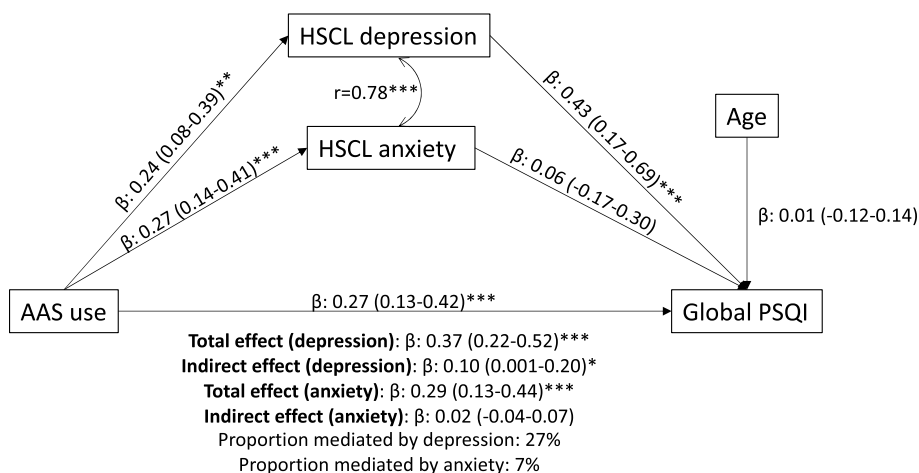 HSCL depression
r=0.78***
Age
HSCL anxiety
β: 0.24 (0.08-0.39)**
β: 0.27 (0.14-0.41)***
β: 0.43 (0.17-0.69)***
β: 0.06 (-0.17-0.30)
β: 0.01 (-0.12-0.14)
AAS use
β: 0.27 (0.13-0.42)***
Global PSQI
Total effect (depression): β: 0.37 (0.22-0.52)***
Indirect effect (depression): β: 0.10 (0.001-0.20)*
Total effect (anxiety): β: 0.29 (0.13-0.44)***
Indirect effect (anxiety): β: 0.02 (-0.04-0.07)
Proportion mediated by depression: 27%
Proportion mediated by anxiety: 7%